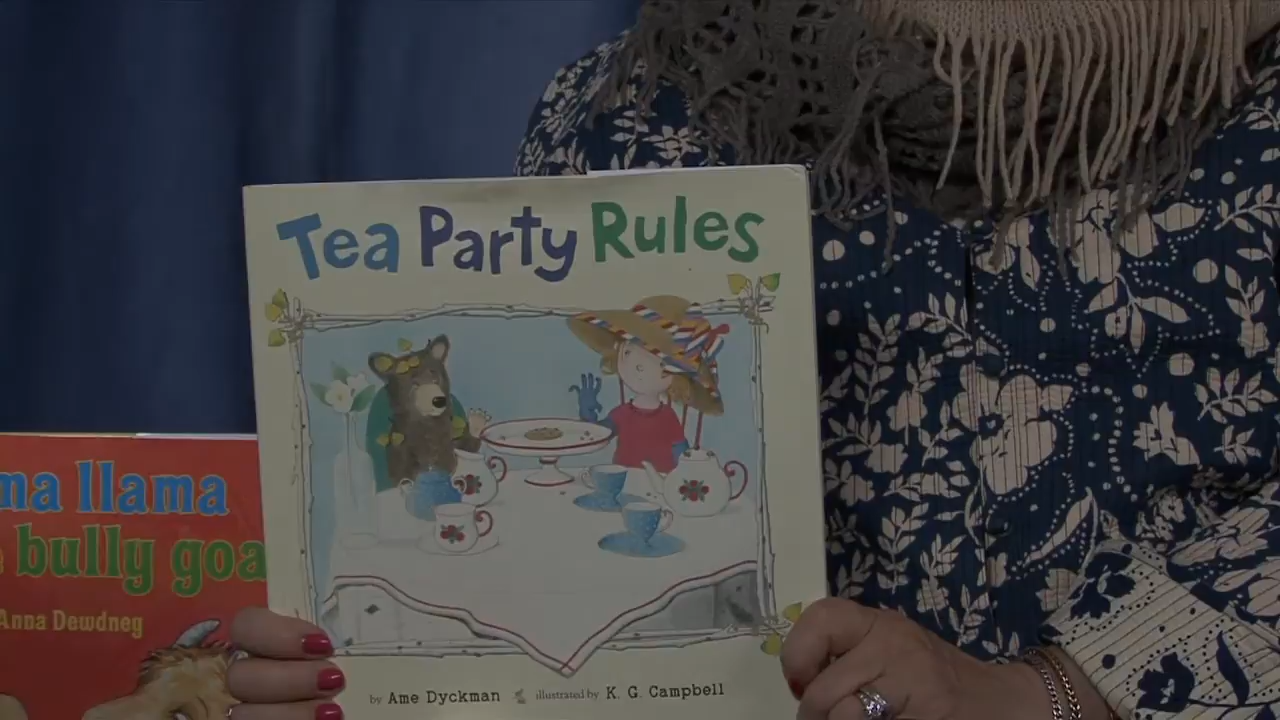 Tea Party Rules
ma llama
bully goa
Anna Dewdney
by Ame Dyckman illustrated by K. G. Campbell